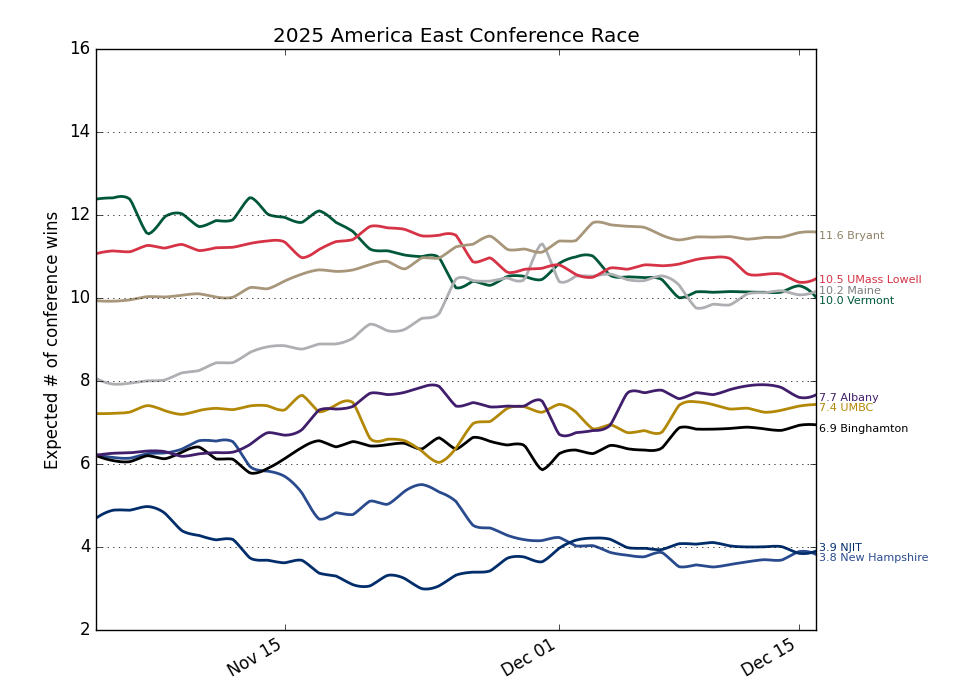 2025 America East Conference Race
Expected # of conference wins
16
14
12
10
8
6
4
2
Nov 15
Dec 01
Dec 15
11.6 Bryant
10.5 UMass Lowell
10.2 Maine
10.0 Vermont
7.7 Albany
7.4 UMBC
6.9 Binghamton
3.9 NJIT
3.8 New Hampshire